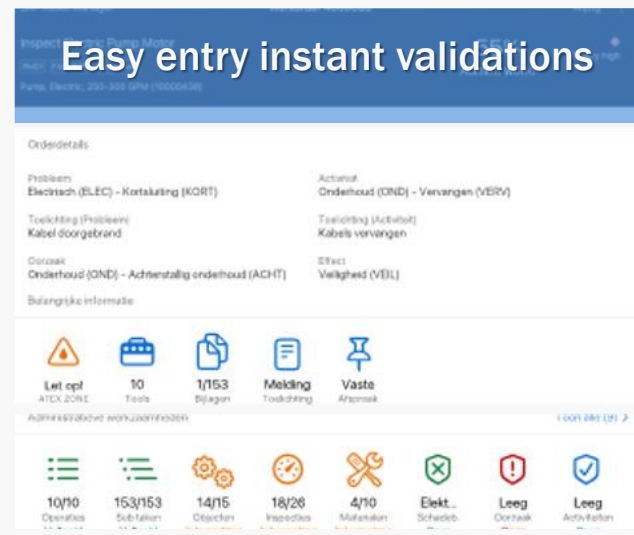 Easy entry instant validations
Inspect Electric Pump Motor
Pump, Electric, 250-300 GPM (10000438)
Orderdetails
Probleem
Activiteit
Electrisch (ELEC) - Kortsluiting (KORT)
Onderhoud (OND) - Vervangen (VERV)
Toelichting (Probleem)
Toelichting (Activiteit)
Kabel doorgebrand
Kabels vervangen
Oorzaak
Effect
Onderhoud (OND) - Achterstallig onderhoud (ACHT)
Veiligheid (VEIL)
Belangrijke informatie
Let op!
10
1/153
Melding
Vaste
ATEX ZONE
Tools
Bijlagen
Toelichting
Afspraak
Administratieve werkzaamheden
Toon alle (9)
10/10
153/153
14/15
18/26
4/10
Elekt...
Leeg
Leeg
Operaties
Subtaken
Objecten
Inspecties
Materialen
Schadeb.
Oorzaak
Activiteiten